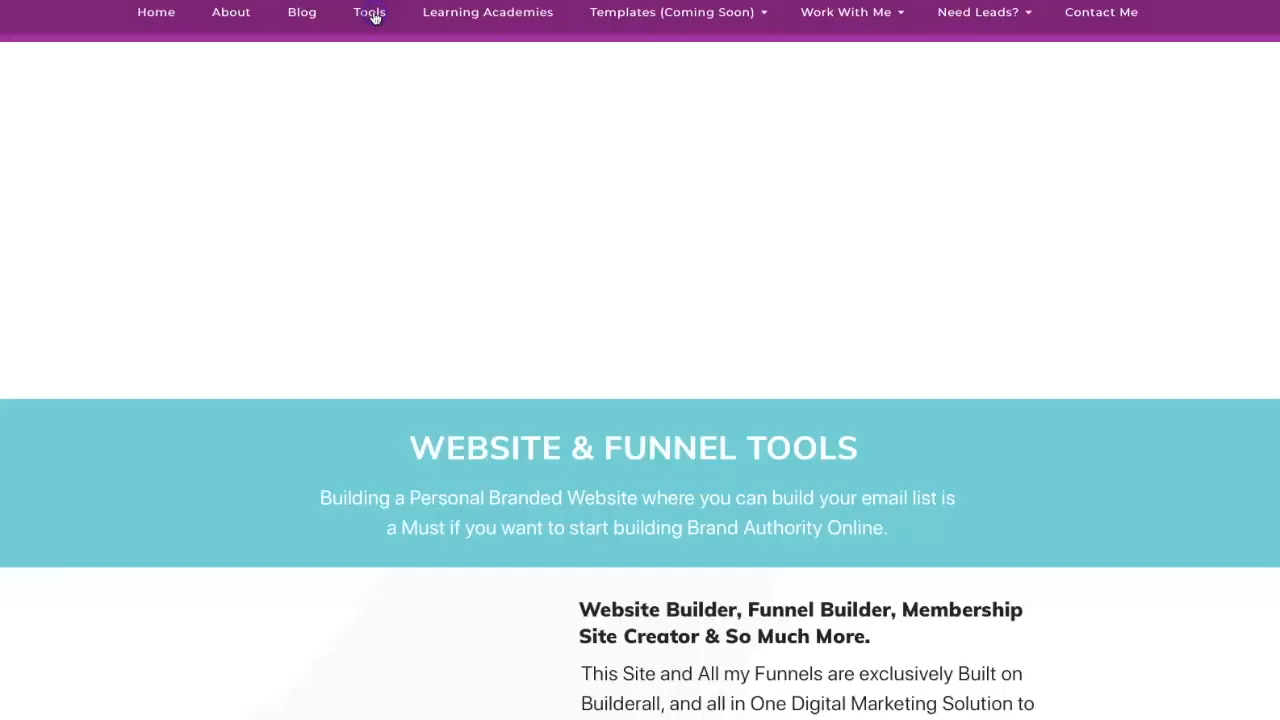 Home About Blog Tools Learning Academies Templates (Coming Soon) Work With Me Need Leads? Contact Me
WEBSITE & FUNNEL TOOLS
Building a Personal Branded Website where you can build your email list is
a Must if you want to start building Brand Authority Online.
Website Builder, Funnel Builder, Membership
Site Creator & So Much More.
This Site and All my Funnels are exclusively Built on
Builderall, and all in One Digital Marketing Solution to